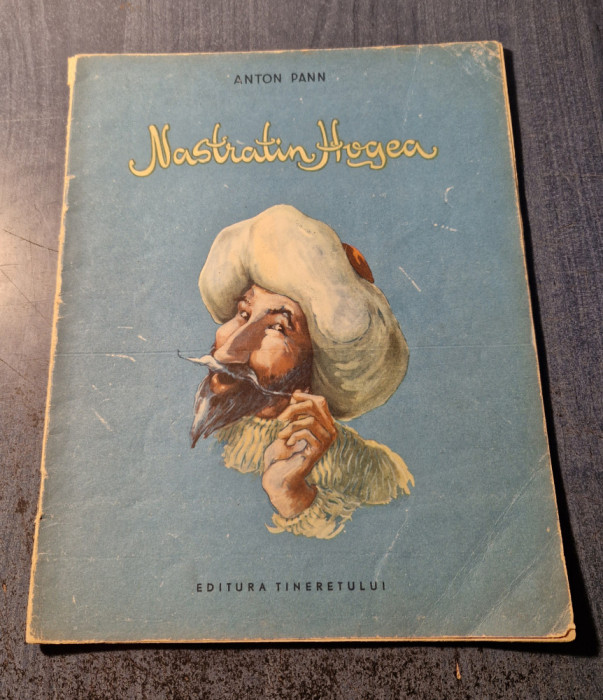 ANTON PANN
Nastratin Hogea
EDITURA TINERETULUI